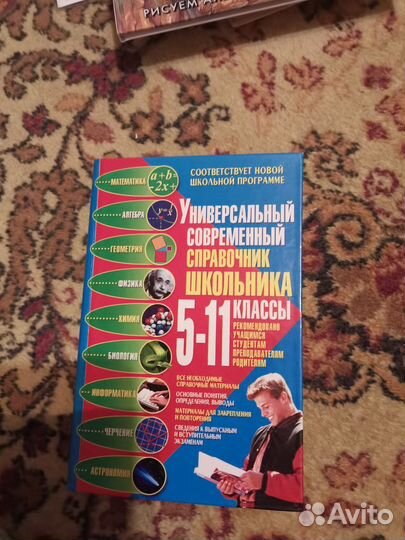 РИСУЕМ
СООТВЕТСТВУЕТ НОВОЙ
ШКОЛЬНОЙ ПРОГРАММЕ
МАТЕМАТИКА
a+b=
-2x+
АЛГЕБРА
ГЕОМЕТРИЯ
ФИЗИКА
ХИМИЯ
БИОЛОГИЯ
ИНФОРМАТИКА
ЧЕРЧЕНИЕ
АСТРОНОМИЯ
УНИВЕРСАЛЬНЫЙ
СОВРЕМЕННЫЙ
СПРАВОЧНИК
ШКОЛЬНИКА
5-11
КЛАССЫ
РЕКОМЕНДОВАНО
УЧАЩИМСЯ
СТУДЕНТАМ
ПРЕПОДАВАТЕЛЯМ
РОДИТЕЛЯМ
ВСЕ НЕОБХОДИМЫЕ
СПРАВОЧНЫЕ МАТЕРИАЛЫ
ОСНОВНЫЕ ПОНЯТИЯ,
ОПРЕДЕЛЕНИЯ, ВЫВОДЫ
МАТЕРИАЛЫ ДЛЯ ЗАКРЕПЛЕНИЯ
И ПОВТОРЕНИЯ
СВЕДЕНИЯ К ВЫПУСКНЫМ
И ВСТУПИТЕЛЬНЫМ
ЭКЗАМЕНАМ
Avito